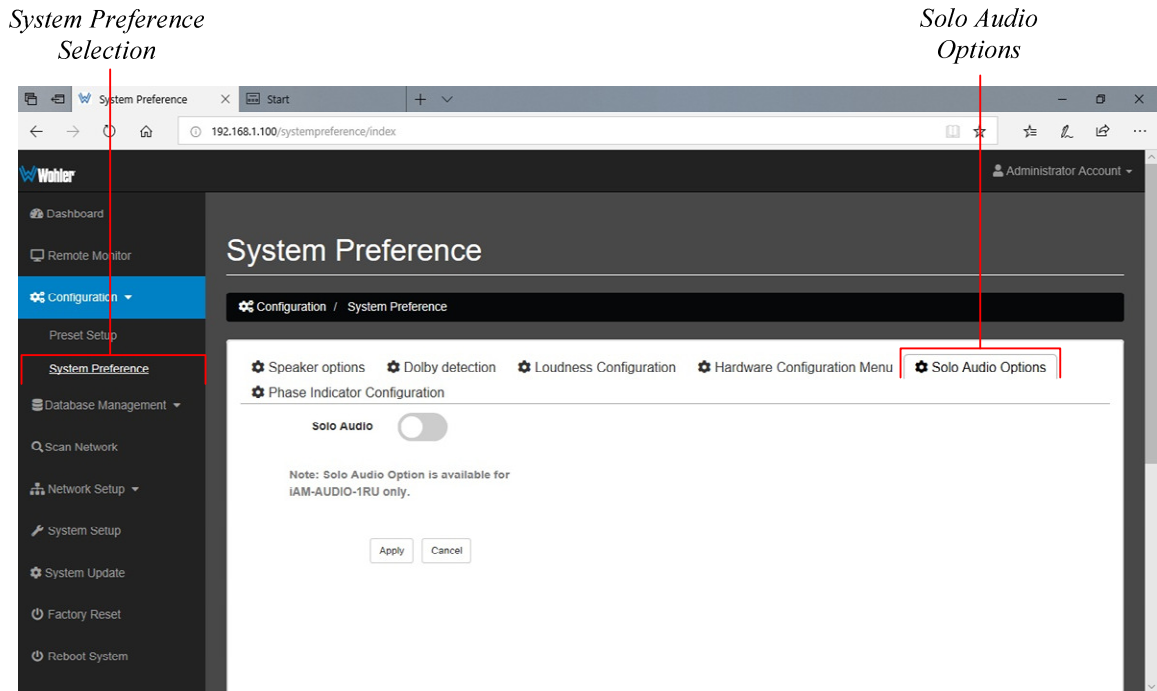 System Preference
Selection
Solo Audio
Options
System Preference
Start
192.168.1.100/systempreference/index
Wohler
Administrator Account
Dashboard
Remote Monitor
Configuration
Preset Setup
System Preference
Database Management
Scan Network
Network Setup
System Setup
System Update
Factory Reset
Reboot System
System Preference
Configuration / System Preference
Speaker options Dolby detection Loudness Configuration Hardware Configuration Menu Solo Audio Options
Phase Indicator Configuration
Solo Audio
Note: Solo Audio Option is available for
iAM-AUDIO-1RU only.
Apply Cancel